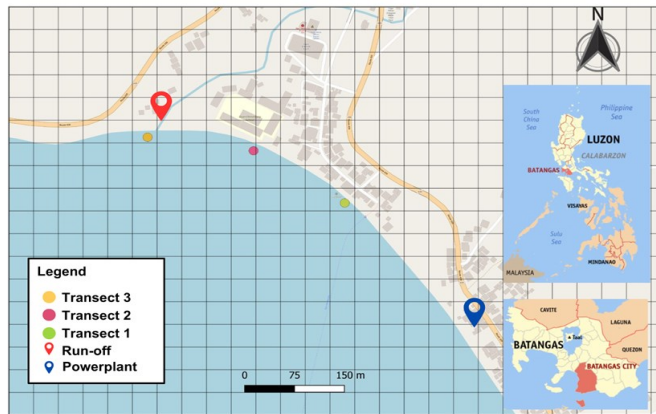 N
South
China
Sea
Philippine
Sea
LUZON
CALABARZON
BATANGAS
VISAYAS
Sulu
Sea
MINDANAO
MALAYSIA
Legend
Transect 3
Transect 2
Transect 1
Run-off
Powerplant
0 75 150 m
CAVITE
LAGUNA
BATANGAS
Taal
QUEZON
BATANGAS CITY